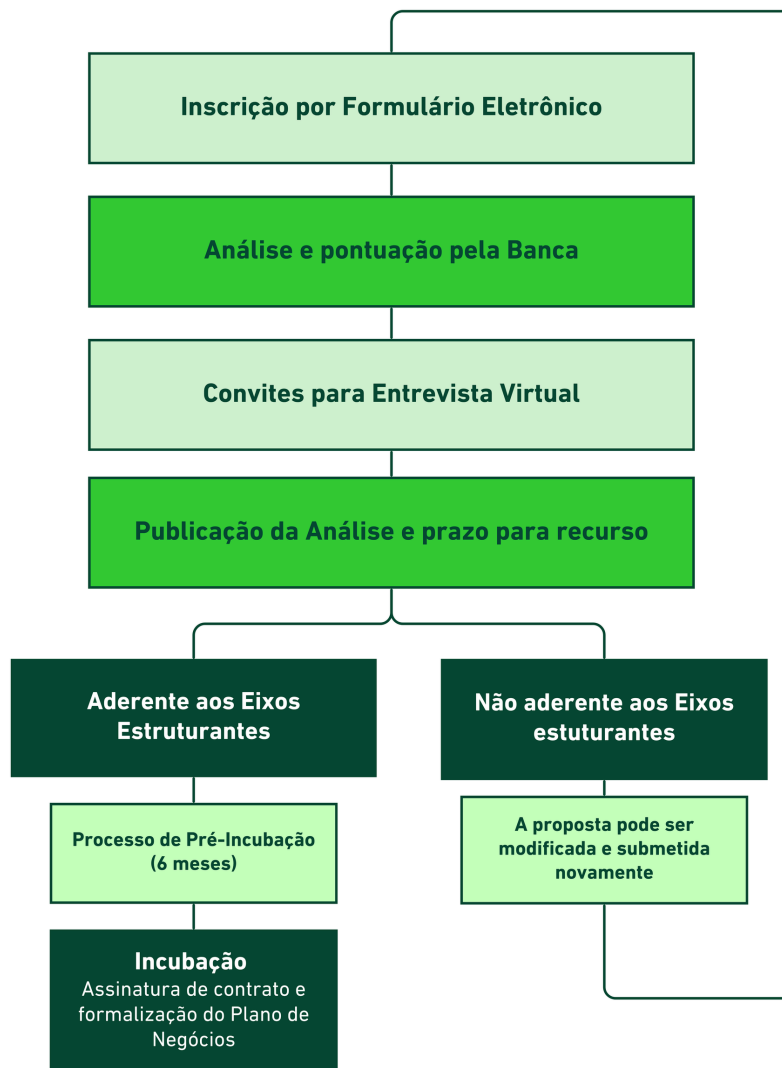 Inscrição por Formulário Eletrônico
Análise e pontuação pela Banca
Convites para Entrevista Virtual
Publicação da Análise e prazo para recurso
Aderente aos Eixos
Estruturantes
Não aderente aos Eixos
estuturantes
Processo de Pré-Incubação
(6 meses)
A proposta pode ser
modificada e submetida
novamente
Incubação
Assinatura de contrato e
formalização do Plano de
Negócios